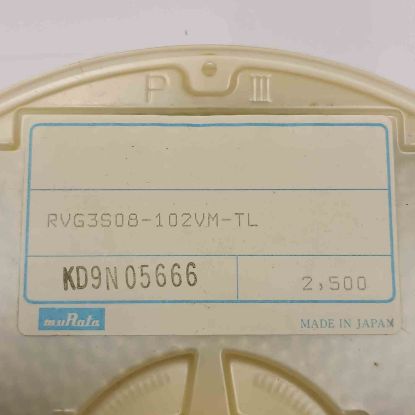 P III
RVG3S08-102VM-TL
KD9N05666 2,500
muRata MADE IN JAPAN